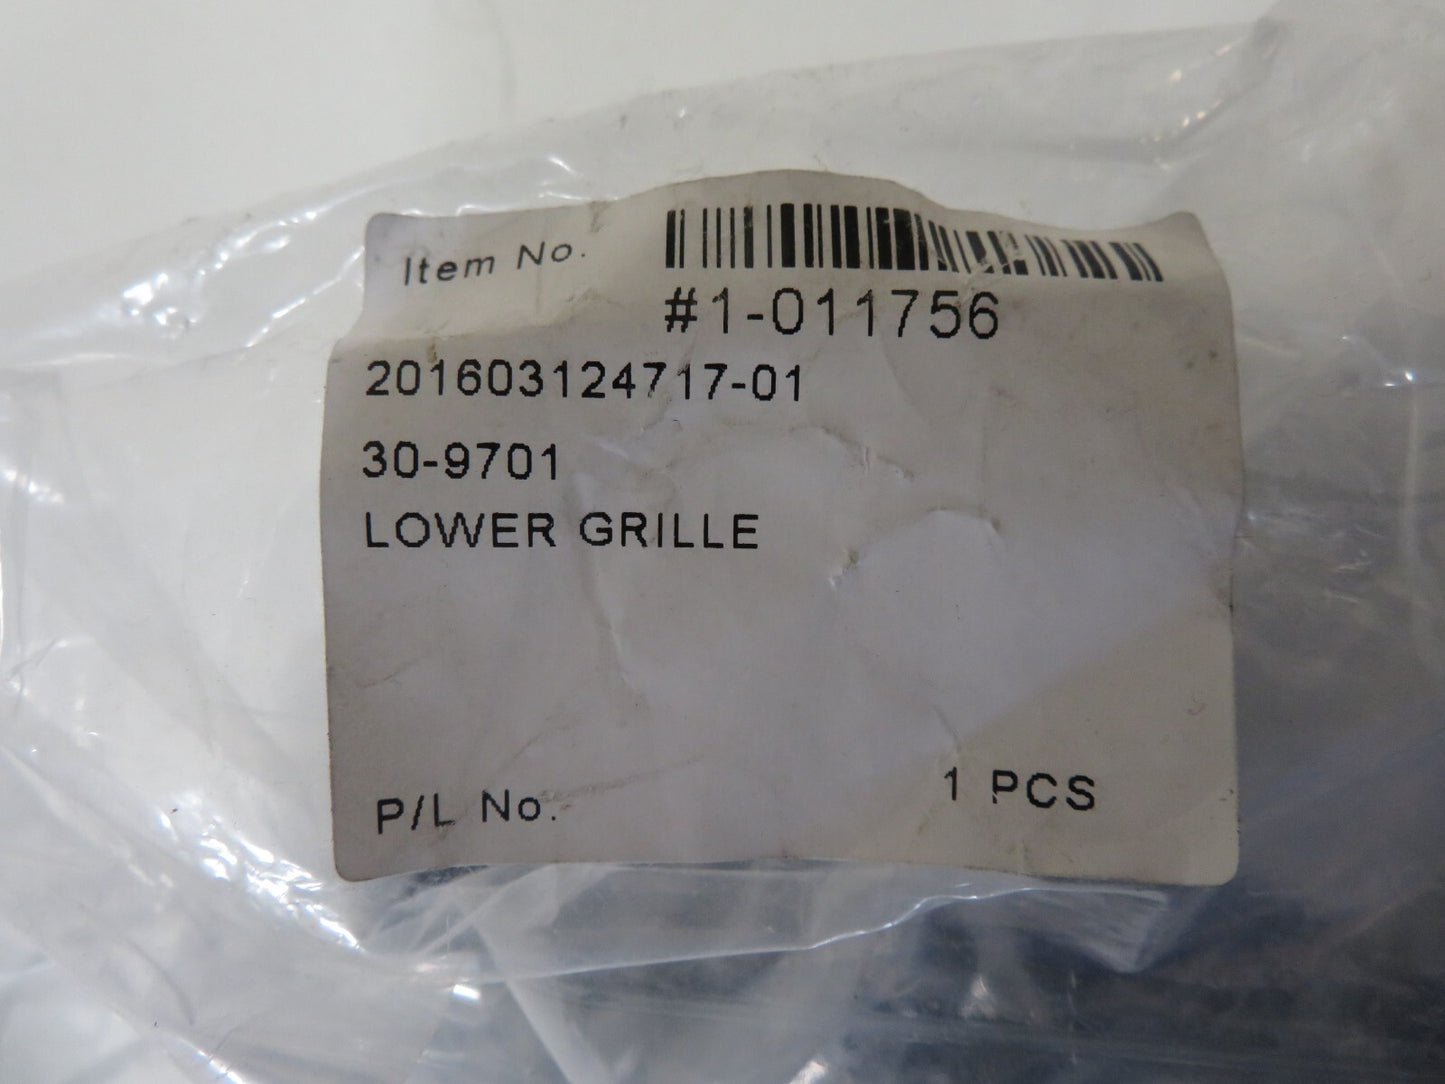 Item No.
#1-011756
201603124717-01
30-9701
LOWER GRILLE
P/L No. 1 PCS